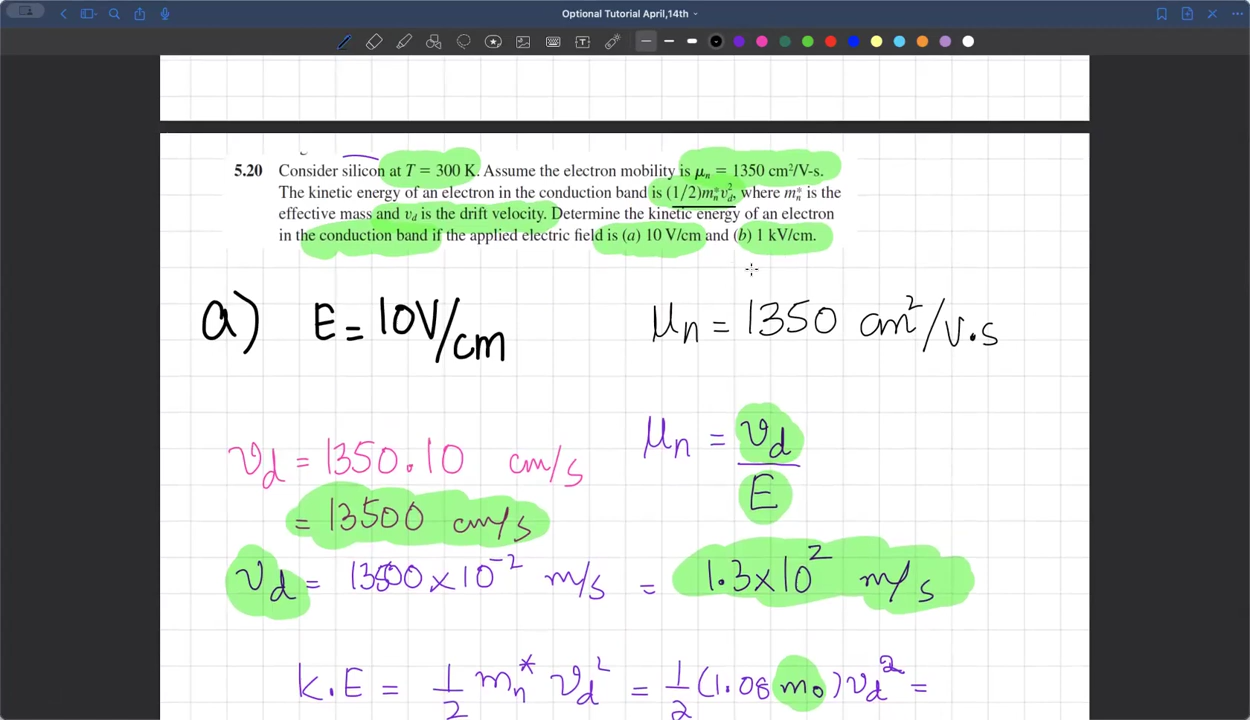 Optional Tutorial April,14th
5.20 Consider silicon at T = 300 K. Assume the electron mobility is μn = 1350 cm²/V-s.
The kinetic energy of an electron in the conduction band is (1/2)m*n v²d, where m*n is the
effective mass and vd is the drift velocity. Determine the kinetic energy of an electron
in the conduction band if the applied electric field is (a) 10 V/cm and (b) 1 kV/cm.
a) E = 10V/cm μn = 1350 cm²/v.s
μn = vd/E
vd = 1350.10 cm/s
= 13500 cm/s
vd = 13500 × 10⁻² m/s = 1.3×10² m/s
K.E = 1/2 mn* vd² = 1/2 (1.08 mo) vd² =